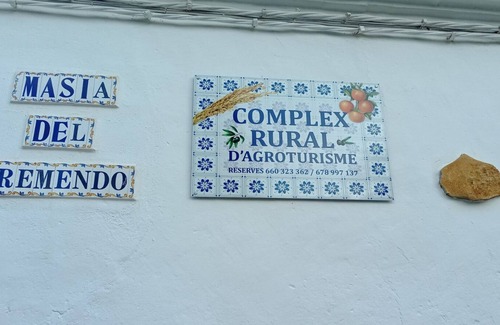 MASIA
DEL
REMENDO
COMPLEX
RURAL
D'AGROTURISME
RESERVES 660 323 362 / 678 997 137